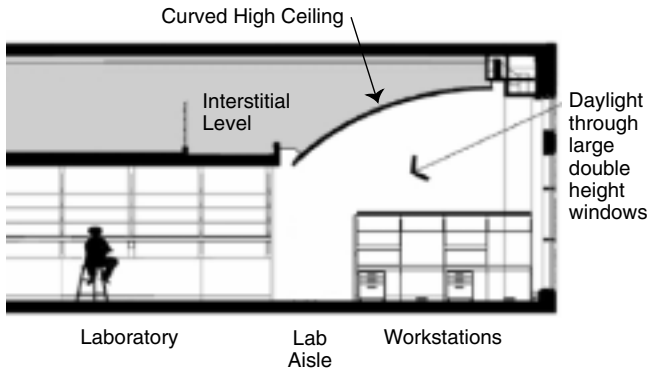 Curved High Ceiling
Interstitial
Level
Daylight
through
large
double
height
windows
Laboratory
Lab
Aisle
Workstations